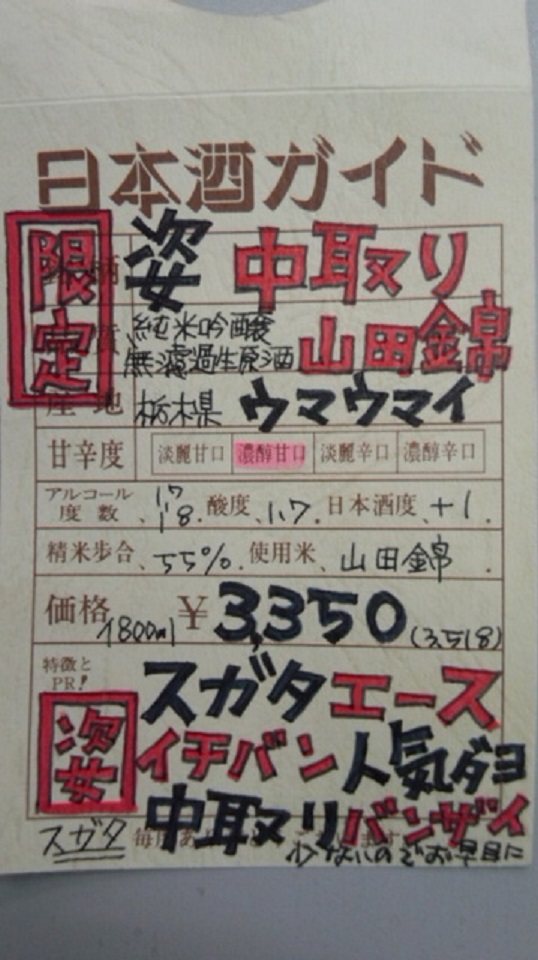 日本酒ガイド
限定
姿 中取り
純米吟醸
無濾過生原酒 山田錦
産地 栃木県 ウマウマイ
甘辛度 淡麗甘口 濃醇甘口 淡麗辛口 濃醇辛口
アルコール度数、17 18. 酸度、1.7. 日本酒度、+1.
精米歩合、55%. 使用米、山田錦.
価格 1800ml ¥3,350(3,518)
特徴とPR!
スガタエース
姿 イチバン人気ダヨ
スガタ 中取りバンザイ
少ないのでお早目に